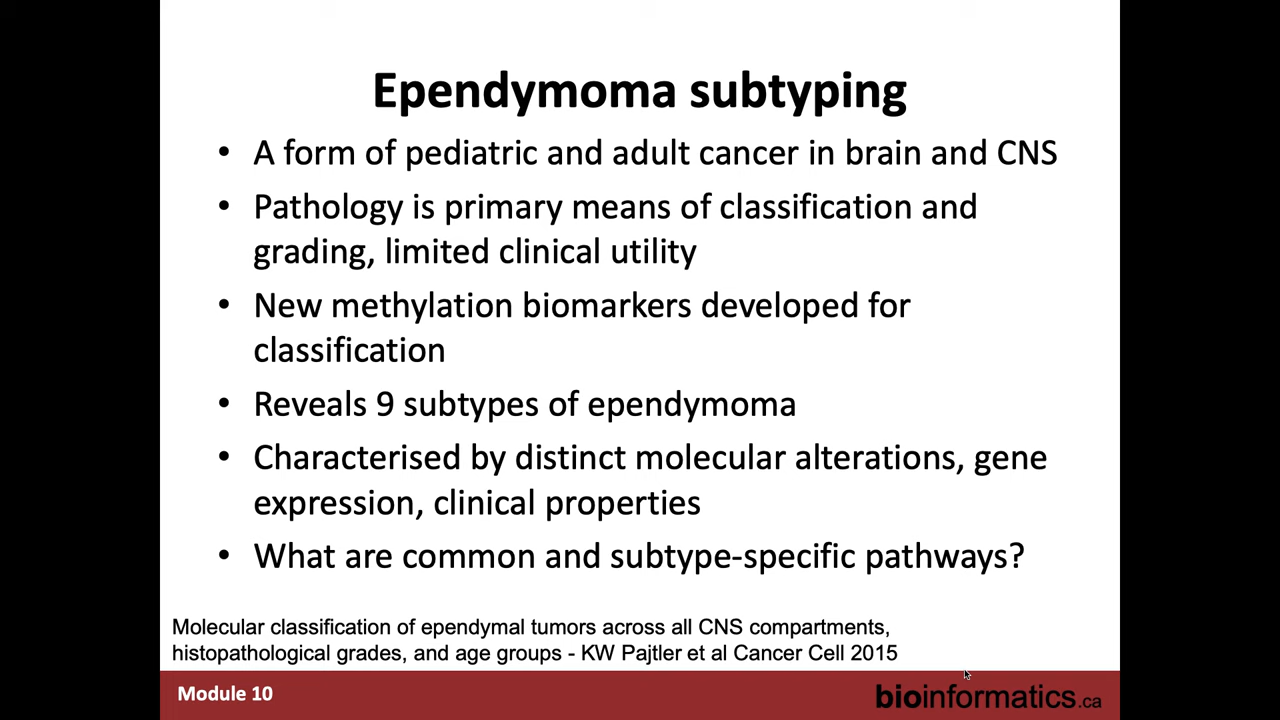 Ependymoma subtyping
• A form of pediatric and adult cancer in brain and CNS
• Pathology is primary means of classification and
grading, limited clinical utility
• New methylation biomarkers developed for
classification
• Reveals 9 subtypes of ependymoma
• Characterised by distinct molecular alterations, gene
expression, clinical properties
• What are common and subtype-specific pathways?
Molecular classification of ependymal tumors across all CNS compartments,
histopathological grades, and age groups - KW Pajtler et al Cancer Cell 2015
Module 10
bioinformatics.ca